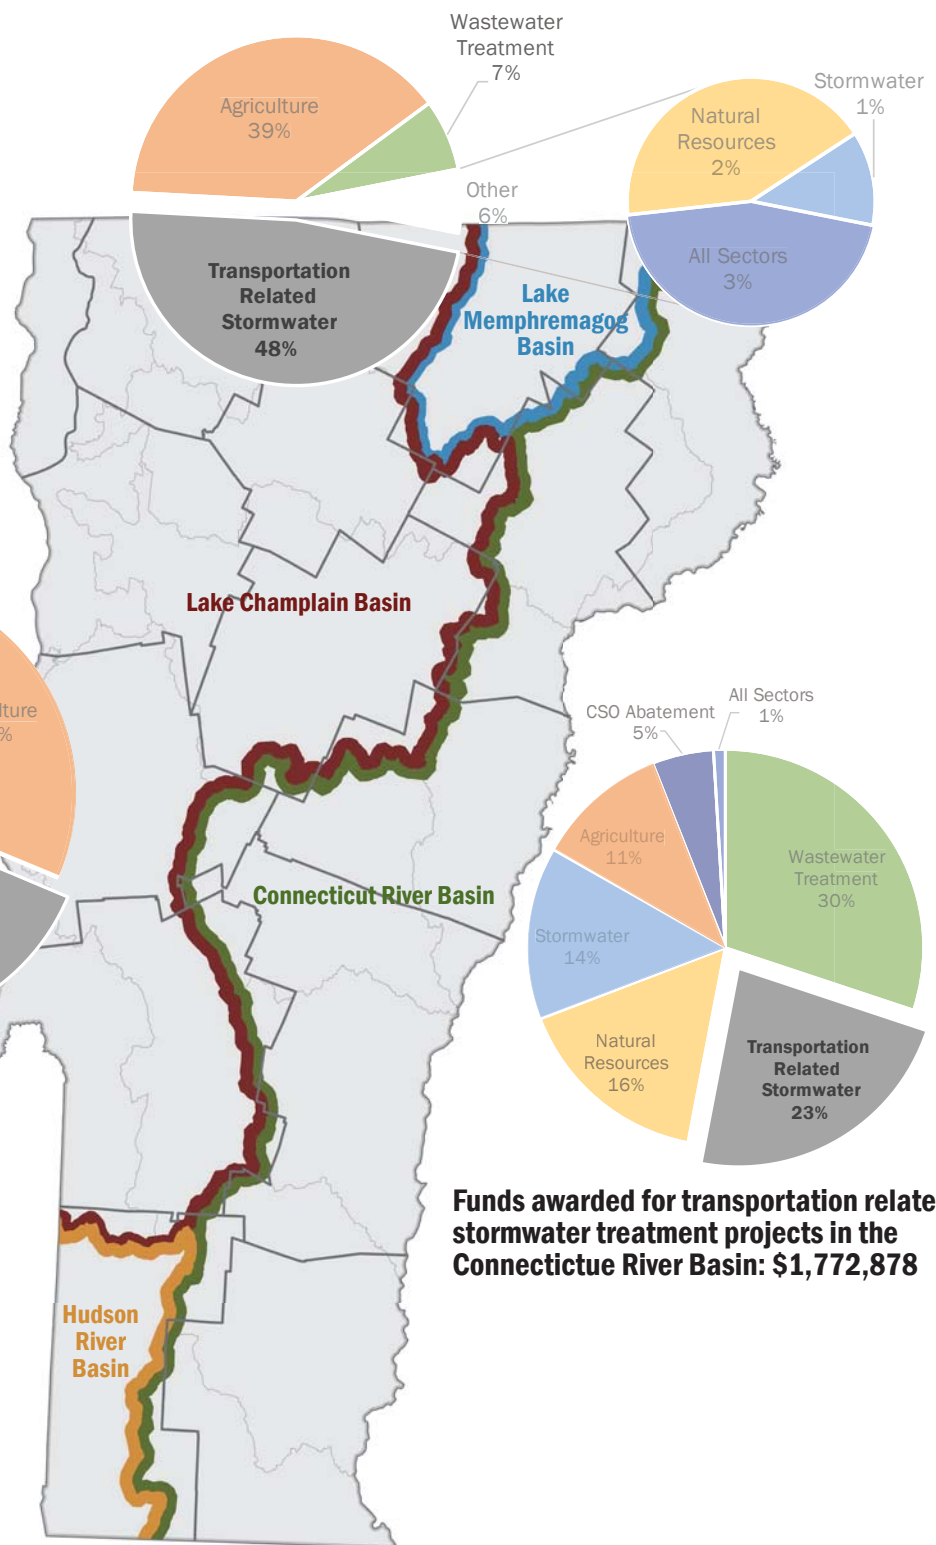 Wastewater
Treatment
7%
Agriculture
39%
Other
6%
Transportation
Related
Stormwater
48%
Natural
Resources
2%
Stormwater
1%
All Sectors
3%
Lake
Memphremagog
Basin
Lake Champlain Basin
lture
%
Connecticut River Basin
CSO Abatement
5%
All Sectors
1%
Agriculture
11%
Wastewater
Treatment
30%
Stormwater
14%
Natural
Resources
16%
Transportation
Related
Stormwater
23%
Funds awarded for transportation relate
stormwater treatment projects in the
Connectictue River Basin: $1,772,878
Hudson
River
Basin